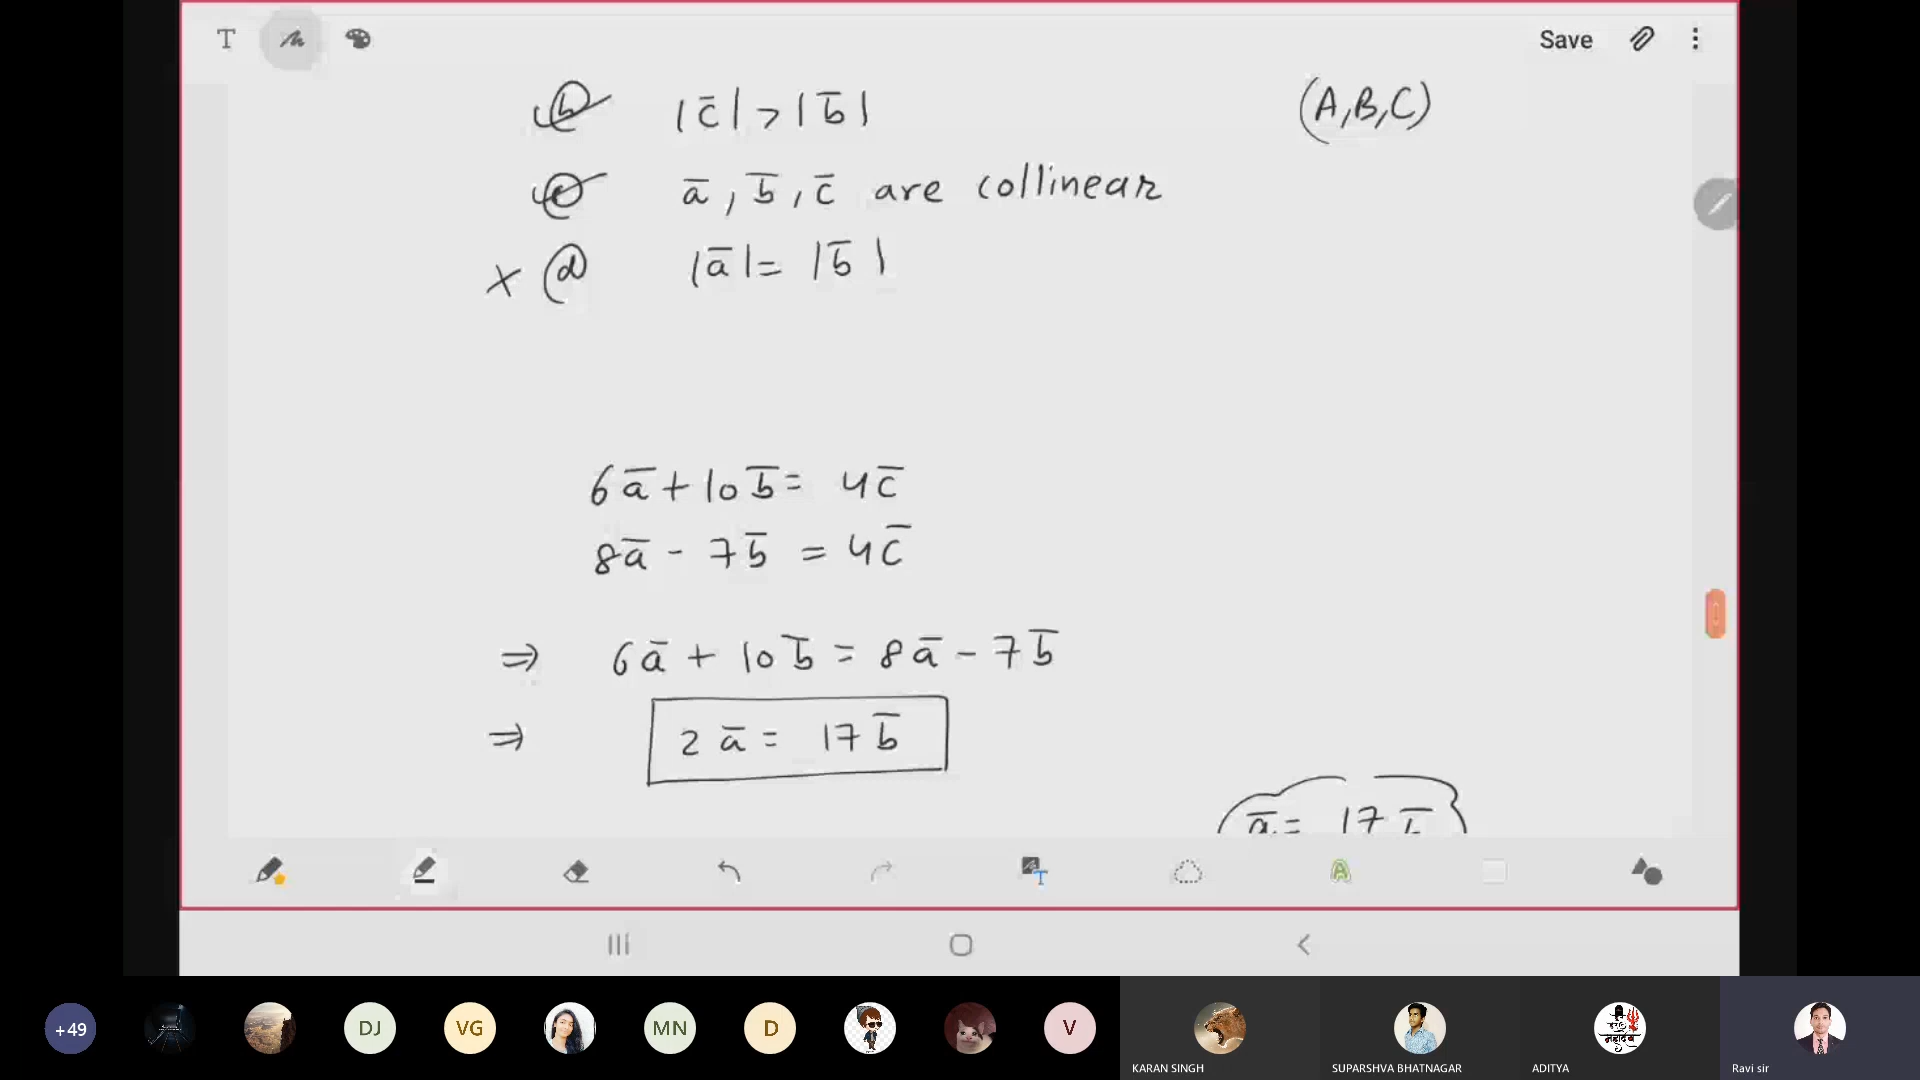 T Save
ⓑ |c̄| > |b̄| (A,B,C)
ⓒ ā, b̄, c̄ are collinear
× ⓓ |ā| = |b̄|
6ā + 10b̄ = 4c̄
8ā - 7b̄ = 4c̄
⇒ 6ā + 10b̄ = 8ā - 7b̄
⇒ 2ā = 17b̄
ā = 17b̄
T A
+49 DJ VG MN D V
KARAN SINGH SUPARSHVA BHATNAGAR ADITYA Ravi sir